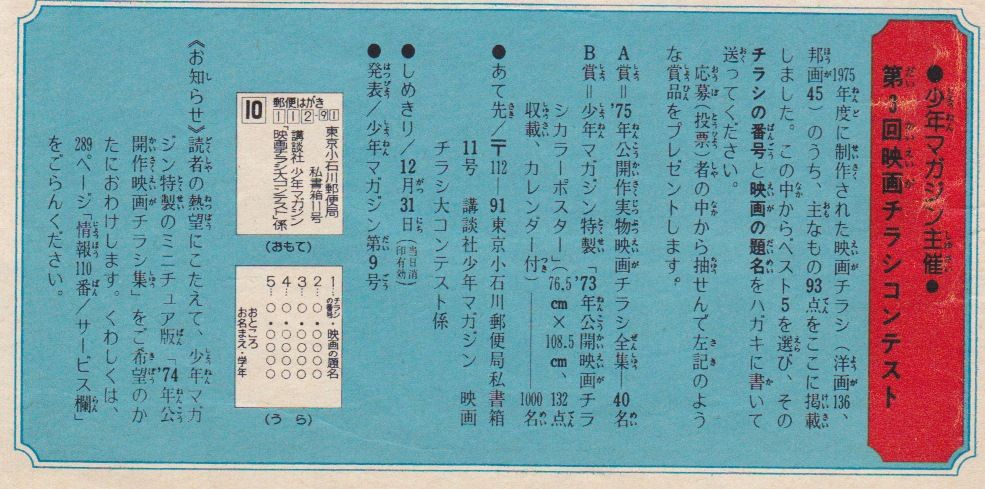 ●少年マガジン主催●
第3回映画チラシコンテスト
1975年度に制作された映画チラシ(洋画136、
邦画45)のうち、主なもの93点をここに掲載
しました。この中からベスト5を選び、その
チラシの番号と映画の題名をハガキに書いて
送ってください。
応募(投票)者の中から抽せんで左記のよう
な賞品をプレゼントします。
A賞='75年公開作実物映画チラシ全集―40名
B賞=少年マガジン特製「'73年公開映画チラ
シカラーポスター」(76.5cm×108.5cm、132点
収載、カレンダー付)―1000名
●あて先/〒112―91東京小石川郵便局私書箱
11号 講談社少年マガジン 映画
チラシ大コンテスト係
●しめきり/12月31日(当日消印有効)
●発表/少年マガジン第9号
郵便はがき
10
112-91
東京小石川郵便局
私書箱11号
講談社 少年マガジン
「映画チラシコンテスト」係
(おもて)
1…チラシの番号・映画の題名
2…○・○○○○○
3…○・○○○○○
4…○・○○○○○
5…○・○○○○○
おところ
お名まえ・学年
(うら)
《お知らせ》読者の熱望にこたえて、少年マガ
ジン特製のミニチュア版「'74年公
開作映画チラシ集」をご希望のか
たにおわけします。くわしくは、
289ページ「情報110番/サービス欄」
をごらんください。